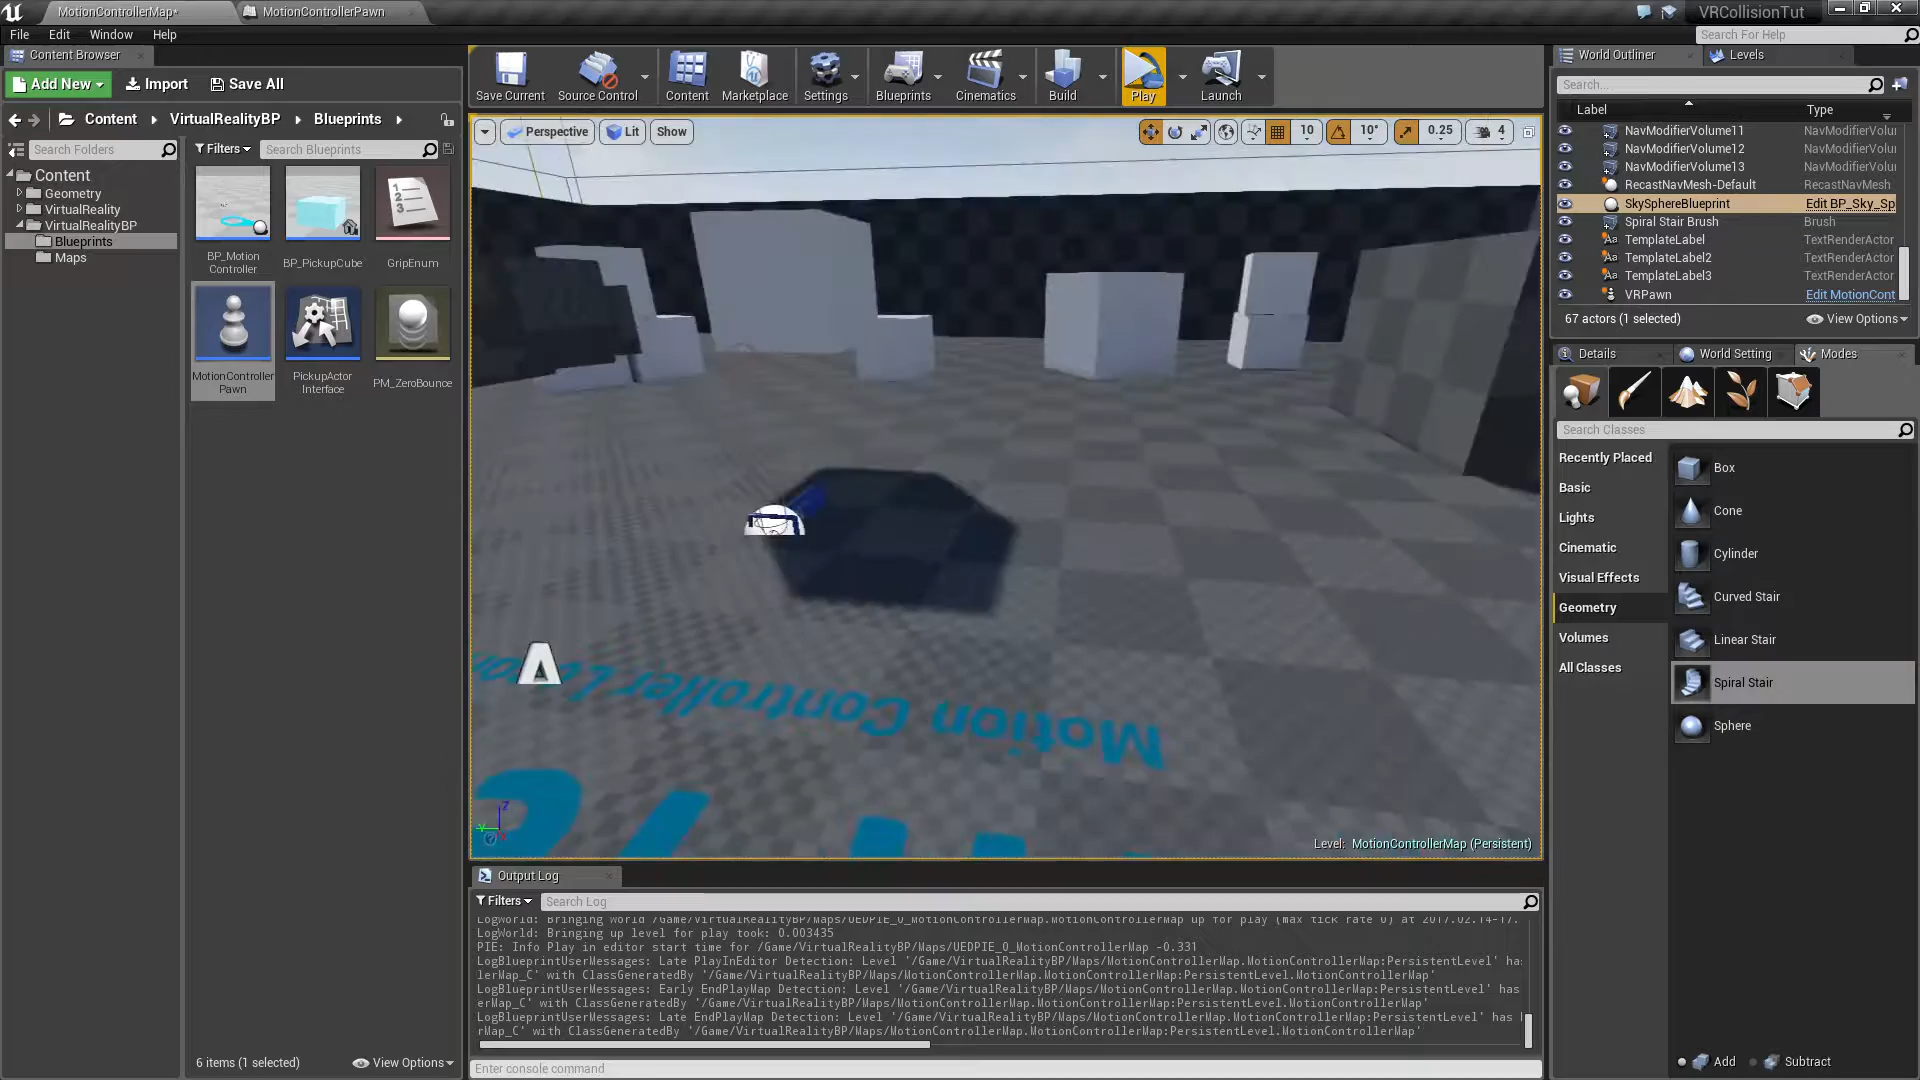 MotionControllerMap*
MotionControllerPawn
VRCollisionTut
File Edit Window Help
Search For Help
Content Browser
Add New
Import
Save All
Content
VirtualRealityBP
Blueprints
Search Folders
Filters
Search Blueprints
Content
Geometry
VirtualReality
VirtualRealityBP
Blueprints
Maps
BP_Motion
Controller
BP_PickupCube
GripEnum
MotionController
Pawn
PickupActor
Interface
PM_ZeroBounce
6 items (1 selected)
View Options
Save Current
Source Control
Content
Marketplace
Settings
Blueprints
Cinematics
Build
Play
Launch
Perspective
Lit
Show
10
10°
0.25
4
A
Motion Controller
Level: MotionControllerMap (Persistent)
Output Log
Filters
Search Log
LogWorld: Bringing World /Game/VirtualRealityBP/Maps/UEDPIE_0_MotionControllerMap.MotionControllerMap up for play (max tick rate 0) at 2017.02.14-17.
LogWorld: Bringing up level for play took: 0.003435
PIE: Info Play in editor start time for /Game/VirtualRealityBP/Maps/UEDPIE_0_MotionControllerMap -0.331
LogBlueprintUserMessages: Late PlayInEditor Detection: Level '/Game/VirtualRealityBP/Maps/MotionControllerMap.MotionControllerMap:PersistentLevel' has
lerMap_C' with ClassGeneratedBy '/Game/VirtualRealityBP/Maps/MotionControllerMap.MotionControllerMap:PersistentLevel.MotionControllerMap'
LogBlueprintUserMessages: Early EndPlayMap Detection: Level '/Game/VirtualRealityBP/Maps/MotionControllerMap.MotionControllerMap:PersistentLevel' has
erMap_C' with ClassGeneratedBy '/Game/VirtualRealityBP/Maps/MotionControllerMap.MotionControllerMap:PersistentLevel.MotionControllerMap'
LogBlueprintUserMessages: Late EndPlayMap Detection: Level '/Game/VirtualRealityBP/Maps/MotionControllerMap.MotionControllerMap:PersistentLevel' has
rMap_C' with ClassGeneratedBy '/Game/VirtualRealityBP/Maps/MotionControllerMap.MotionControllerMap:PersistentLevel.MotionControllerMap'
Enter console command
World Outliner
Levels
Search...
Label
Type
NavModifierVolume11 NavModifierVolu
NavModifierVolume12 NavModifierVolu
NavModifierVolume13 NavModifierVolu
RecastNavMesh-Default RecastNavMesh
SkySphereBlueprint Edit BP_Sky_Sp
Spiral Stair Brush Brush
TemplateLabel TextRenderActor
TemplateLabel2 TextRenderActor
TemplateLabel3 TextRenderActor
VRPawn Edit MotionCont
67 actors (1 selected)
View Options
Details
World Setting
Modes
Search Classes
Recently Placed
Basic
Lights
Cinematic
Visual Effects
Geometry
Volumes
All Classes
Box
Cone
Cylinder
Curved Stair
Linear Stair
Spiral Stair
Sphere
Add
Subtract